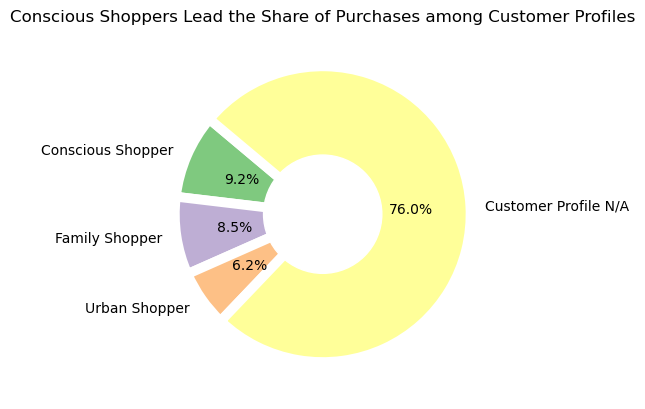 Conscious Shoppers Lead the Share of Purchases among Customer Profiles
Conscious Shopper
9.2%
Family Shopper
8.5%
Urban Shopper
6.2%
76.0%
Customer Profile N/A